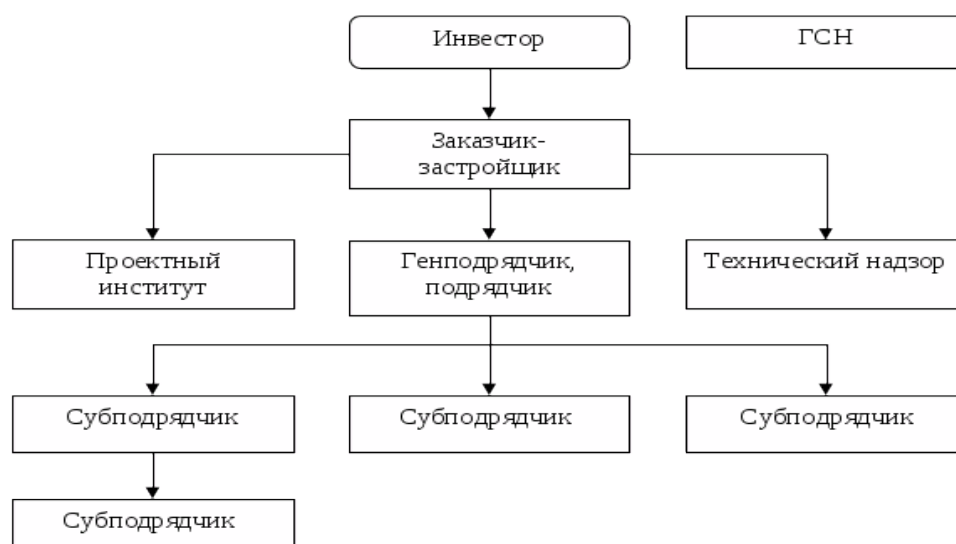 Инвестор
ГСН
Заказчик-
застройщик
Проектный
институт
Генподрядчик,
подрядчик
Технический надзор
Субподрядчик
Субподрядчик
Субподрядчик
Субподрядчик